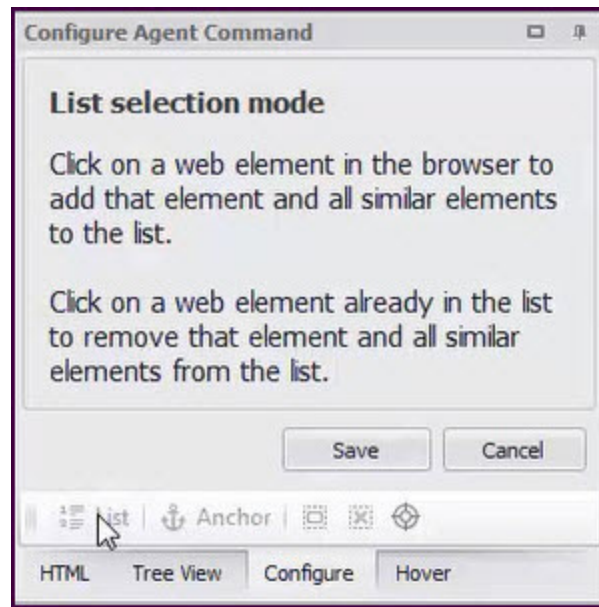 Configure Agent Command
List selection mode
Click on a web element in the browser to
add that element and all similar elements
to the list.
Click on a web element already in the list
to remove that element and all similar
elements from the list.
Save Cancel
List Anchor
HTML Tree View Configure Hover